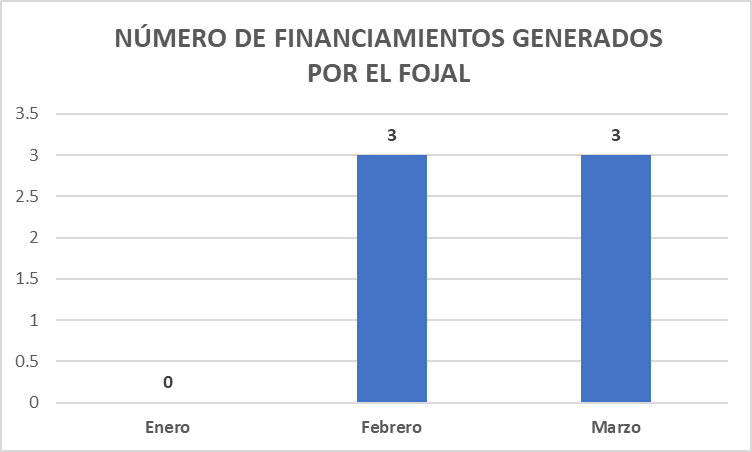 NÚMERO DE FINANCIAMIENTOS GENERADOS
POR EL FOJAL
3.5
3
2.5
2
1.5
1
0.5
0
0
3
3
Enero
Febrero
Marzo